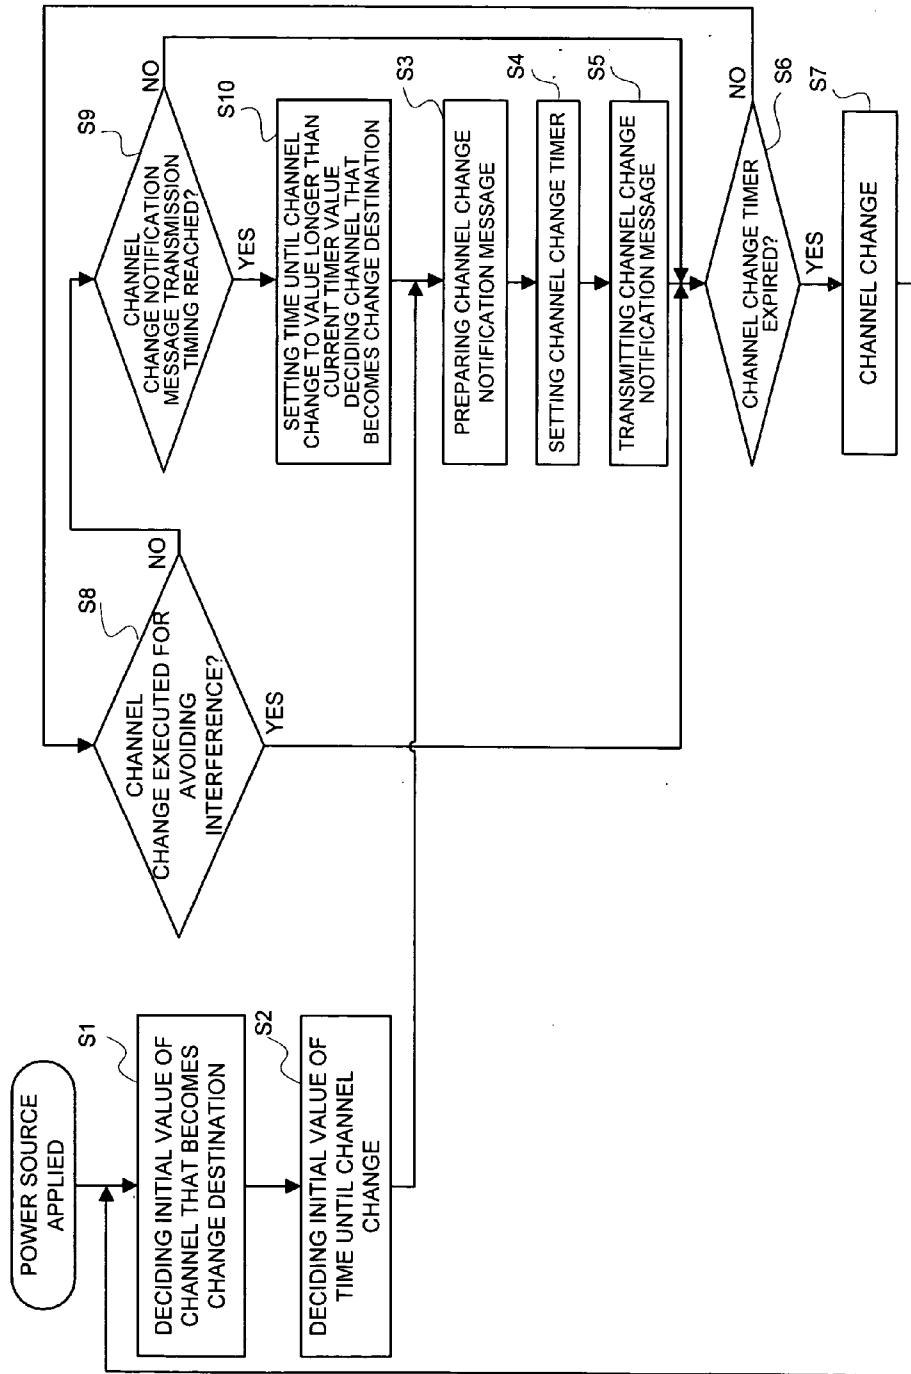 POWER SOURCE
APPLIED
S1
DECIDING INITIAL VALUE OF
CHANNEL THAT BECOMES
CHANGE DESTINATION
S2
DECIDING INITIAL VALUE OF
TIME UNTIL CHANNEL
CHANGE
S8
CHANNEL
CHANGE EXECUTED FOR
AVOIDING
INTERFERENCE?
NO
YES
S9
CHANNEL
CHANGE NOTIFICATION
MESSAGE TRANSMISSION
TIMING REACHED?
NO
YES
S10
SETTING TIME UNTIL CHANNEL
CHANGE TO VALUE LONGER THAN
CURRENT TIMER VALUE
DECIDING CHANNEL THAT
BECOMES CHANGE DESTINATION
S3
PREPARING CHANNEL CHANGE
NOTIFICATION MESSAGE
S4
SETTING CHANNEL CHANGE TIMER
S5
TRANSMITTING CHANNEL CHANGE
NOTIFICATION MESSAGE
S6
CHANNEL CHANGE TIMER
EXPIRED?
NO
YES
S7
CHANNEL CHANGE